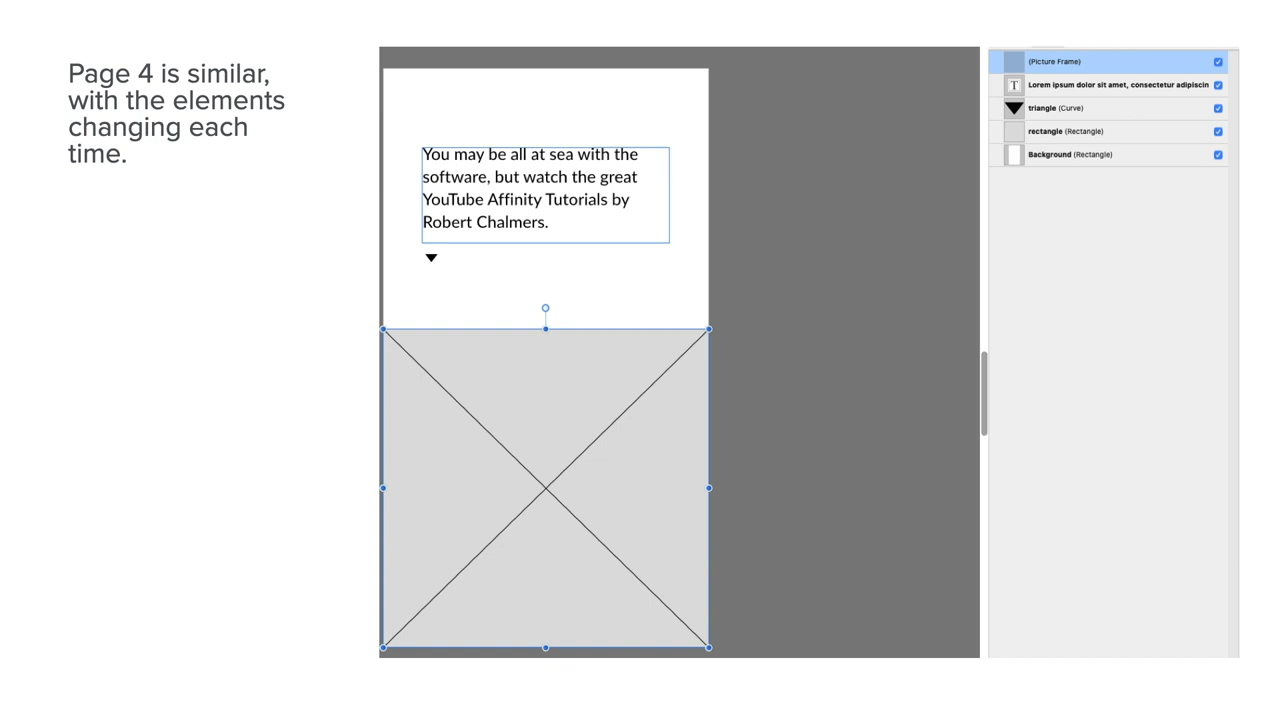 Page 4 is similar,
with the elements
changing each
time.
You may be all at sea with the
software, but watch the great
YouTube Affinity Tutorials by
Robert Chalmers.
(Picture Frame)
T
Lorem ipsum dolor sit amet, consectetur adipiscin
triangle (Curve)
rectangle (Rectangle)
Background (Rectangle)